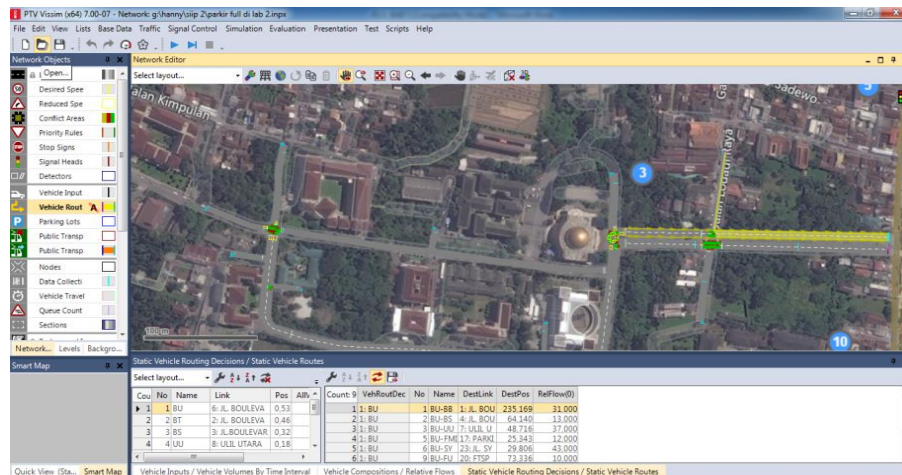 PTV Vissim (x64) 7.00-07 - Network: g:\hanny\siip 2\parkir full di lab 2.inpx
File Edit View Lists Base Data Traffic Signal Control Simulation Evaluation Presentation Test Scripts Help
Network Objects
Network Editor
Open...
Select layout...
Desired Spee
Reduced Spe
Conflict Areas
Priority Rules
Stop Signs
Signal Heads
Detectors
Vehicle Input
Vehicle Rout
Parking Lots
Public Transp
Public Transp
Nodes
Data Collecti
Vehicle Travel
Queue Count
Sections
Network... Levels Backgro...
alan Kimpulan
3
10
100 m
Smart Map
Static Vehicle Routing Decisions / Static Vehicle Routes
Select layout...
Cou No Name Link Pos AllV
1 1 BU 6: JL. BOULEVA 0,53
2 2 BT 2: JL. BOULEVA 0,46
3 3 BS 3: JL.BOULEVAR 0,32
4 4 UU 8: ULIL UTARA 0,18
Count: 9 VehRoutDec No Name DestLink DestPos RelFlow(0)
1 1: BU 1 BU-BB 1: JL. BOU 235,169 31,000
2 1: BU 2 BU-BS 4: JL. BOU 64,140 13,000
3 1: BU 3 BU-UU 7: ULIL U 48,716 37,000
4 1: BU 5 BU-FMI 17: PARKI 25,343 12,000
5 1: BU 6 BU-SY 23: JL. SY 29,806 43,000
6 1: BU 9 BU-FU 20: FTSP 73,336 10,000
Quick View (Sta... Smart Map
Vehicle Inputs / Vehicle Volumes By Time Interval Vehicle Compositions / Relative Flows Static Vehicle Routing Decisions / Static Vehicle Routes